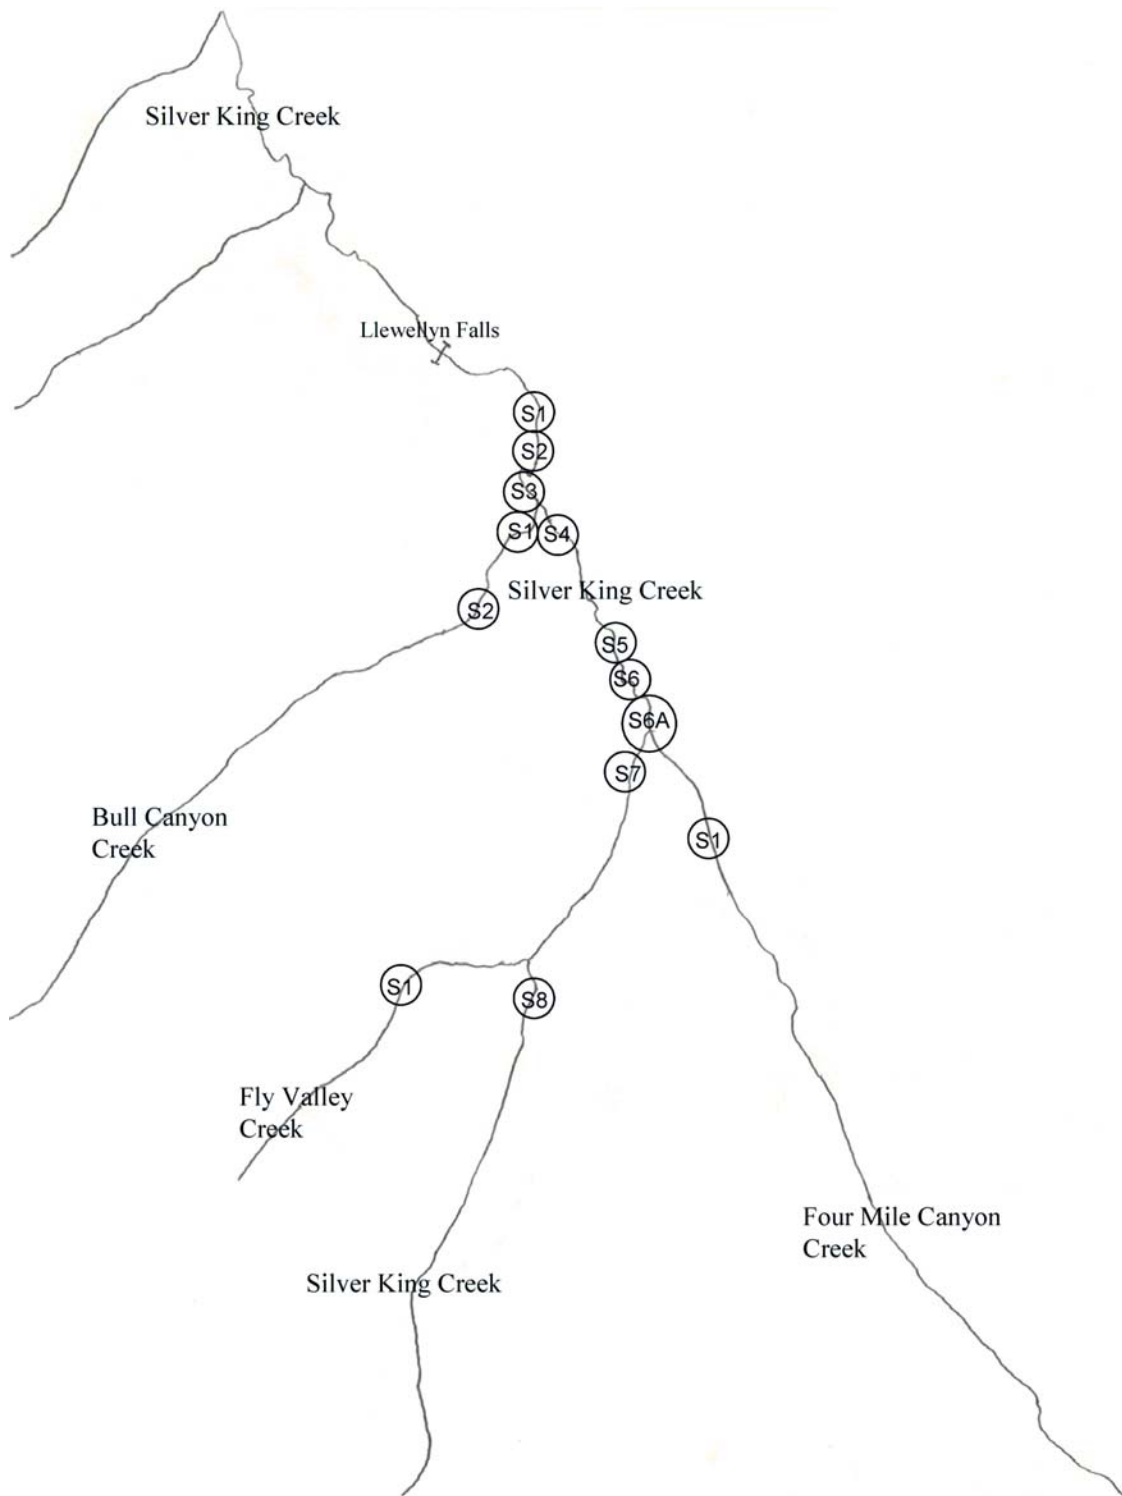 Silver King Creek
Llewellyn Falls
S1
S2
S3
S1
S4
Silver King Creek
S2
S5
S6
S6A
S7
Bull Canyon
Creek
S1
S1
S8
Fly Valley
Creek
Four Mile Canyon
Creek
Silver King Creek